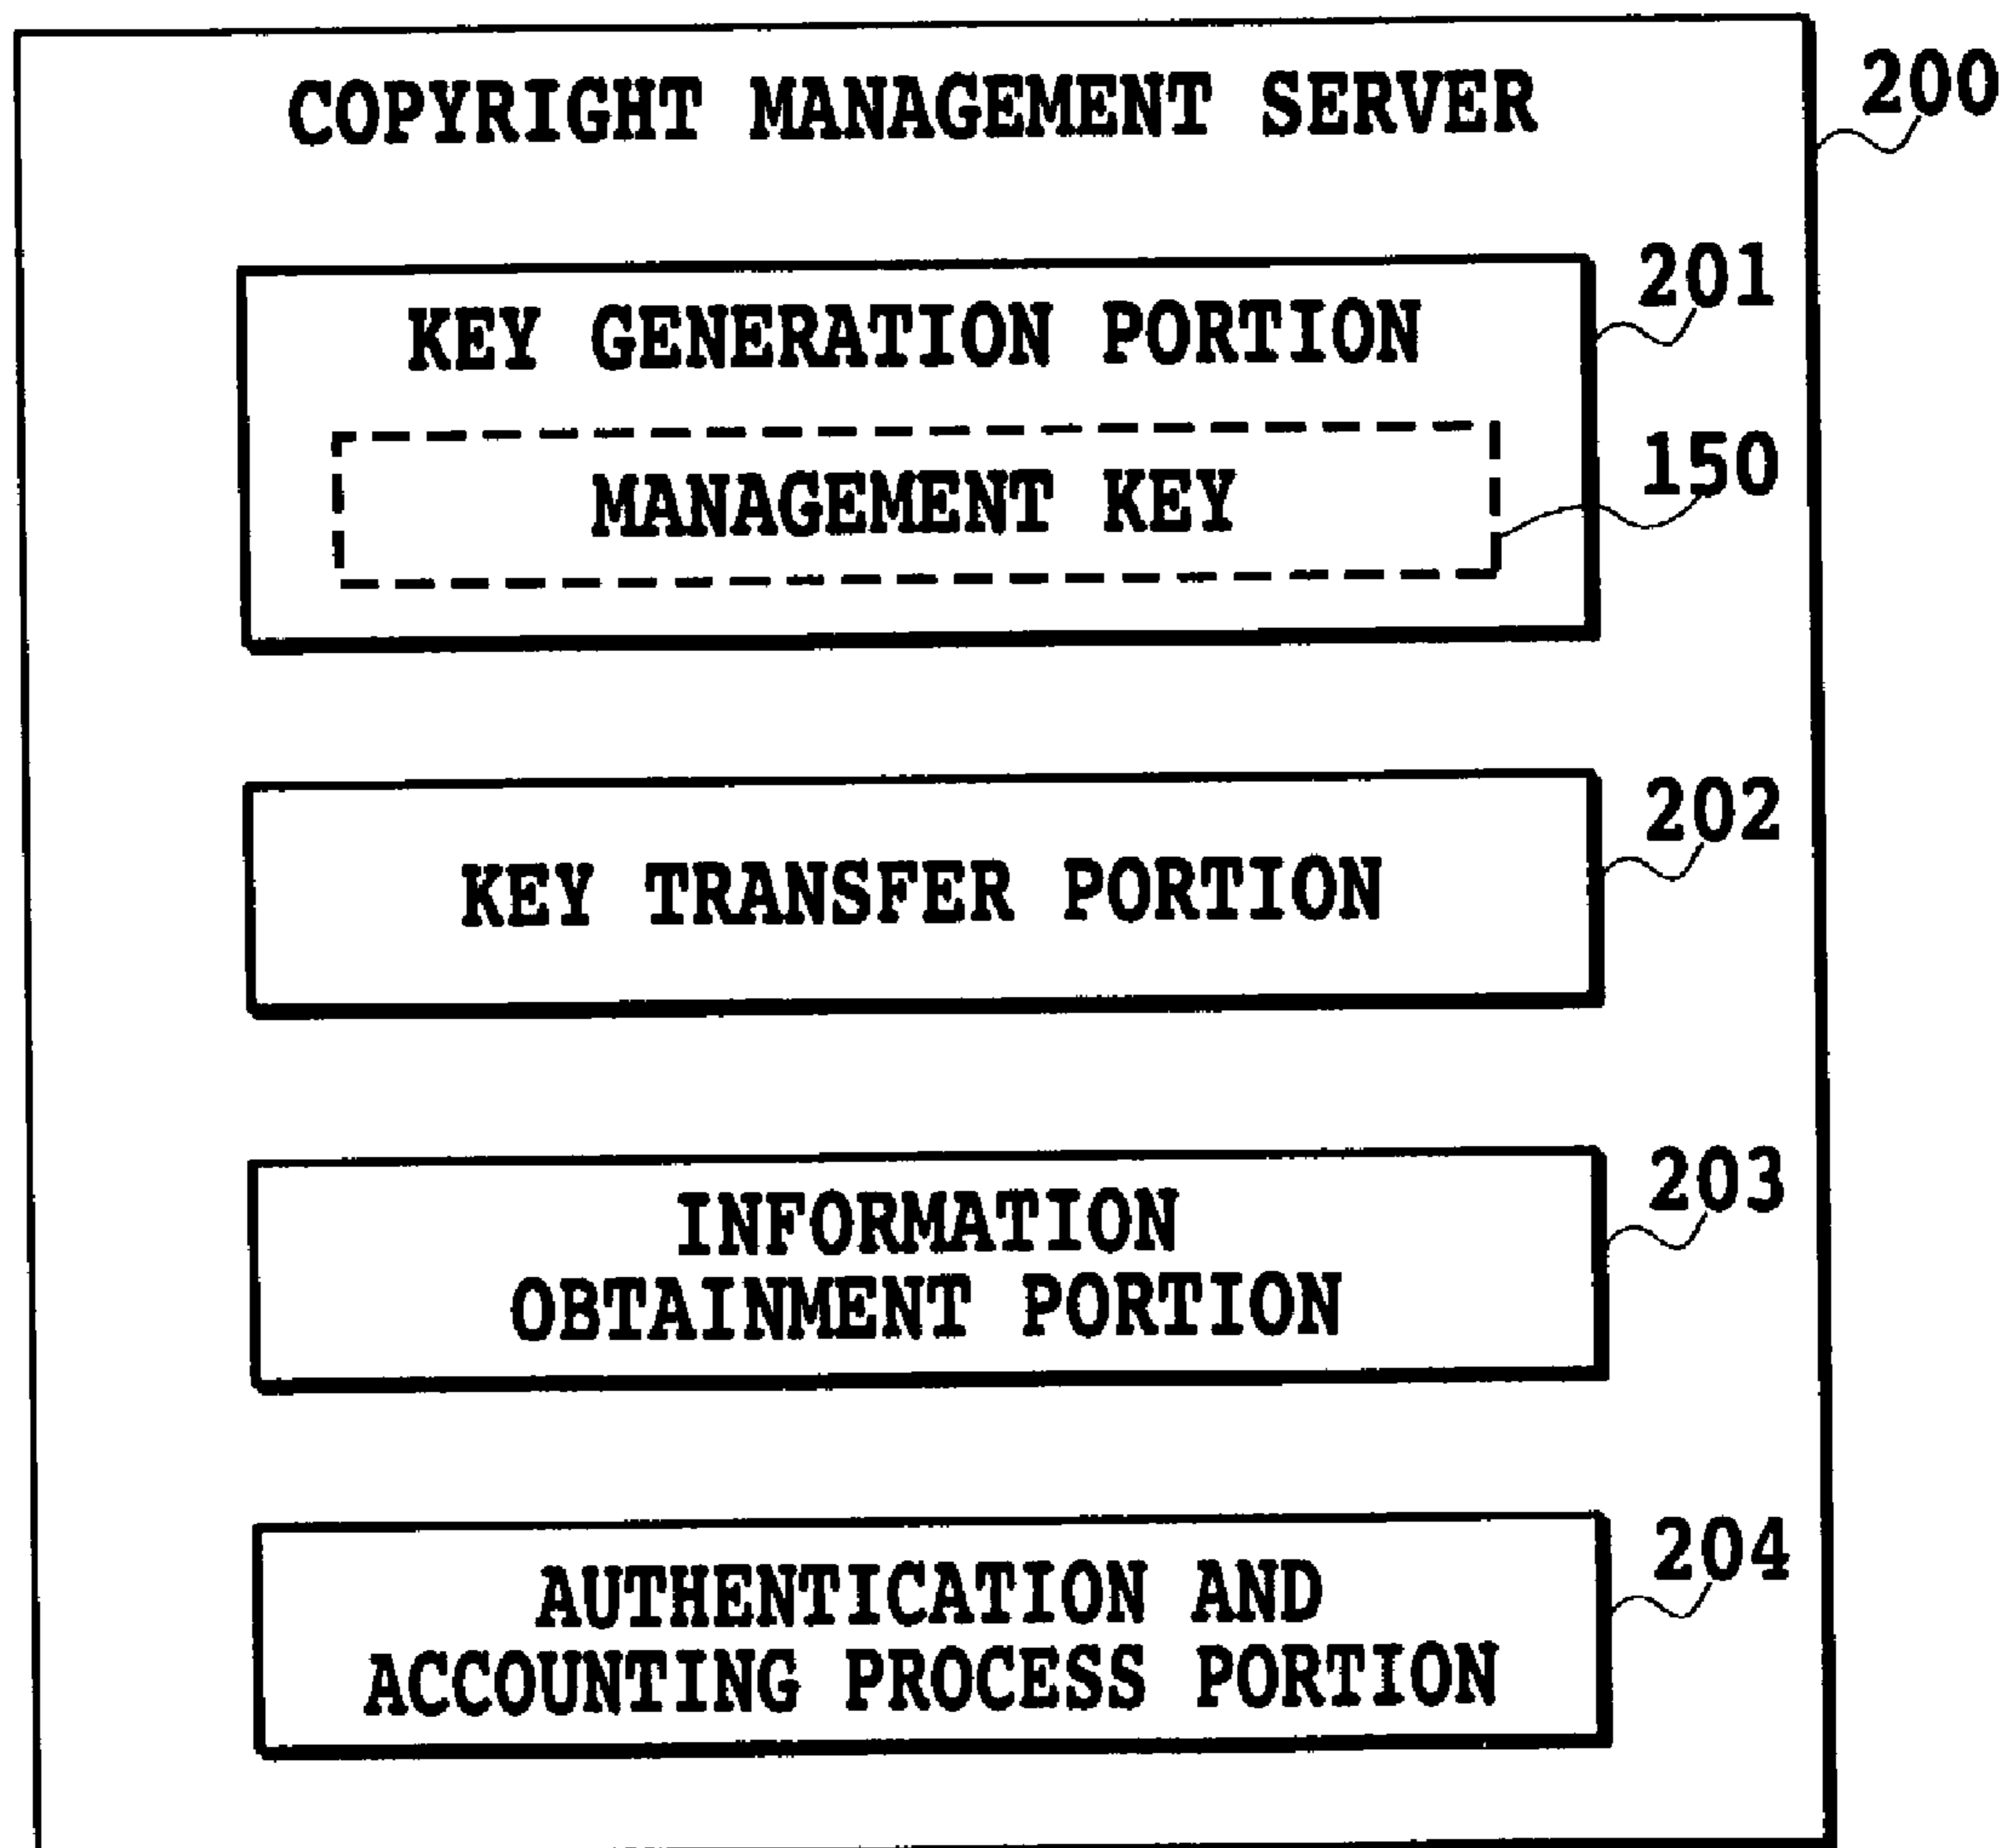 COPYRIGHT MANAGEMENT SERVER
200
201
KEY GENERATION PORTION
150
MANAGEMENT KEY
202
KEY TRANSFER PORTION
203
INFORMATION
OBTAINMENT PORTION
204
AUTHENTICATION AND
ACCOUNTING PROCESS PORTION